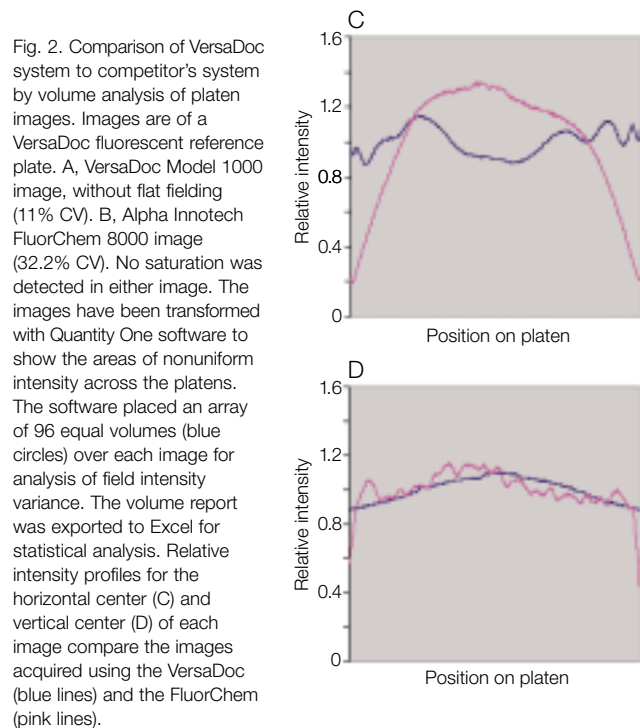 Fig. 2. Comparison of VersaDoc
system to competitor's system
by volume analysis of platen
images. Images are of a
VersaDoc fluorescent reference
plate. A, VersaDoc Model 1000
image, without flat fielding
(11% CV). B, Alpha Innotech
FluorChem 8000 image
(32.2% CV). No saturation was
detected in either image. The
images have been transformed
with Quantity One software to
show the areas of nonuniform
intensity across the platens.
The software placed an array
of 96 equal volumes (blue
circles) over each image for
analysis of field intensity
variance. The volume report
was exported to Excel for
statistical analysis. Relative
intensity profiles for the
horizontal center (C) and
vertical center (D) of each
image compare the images
acquired using the VersaDoc
(blue lines) and the FluorChem
(pink lines).
C
Relative intensity
1.6
1.2
0.8
0.4
0
Position on platen
D
Relative intensity
1.6
1.2
0.8
0.4
0
Position on platen